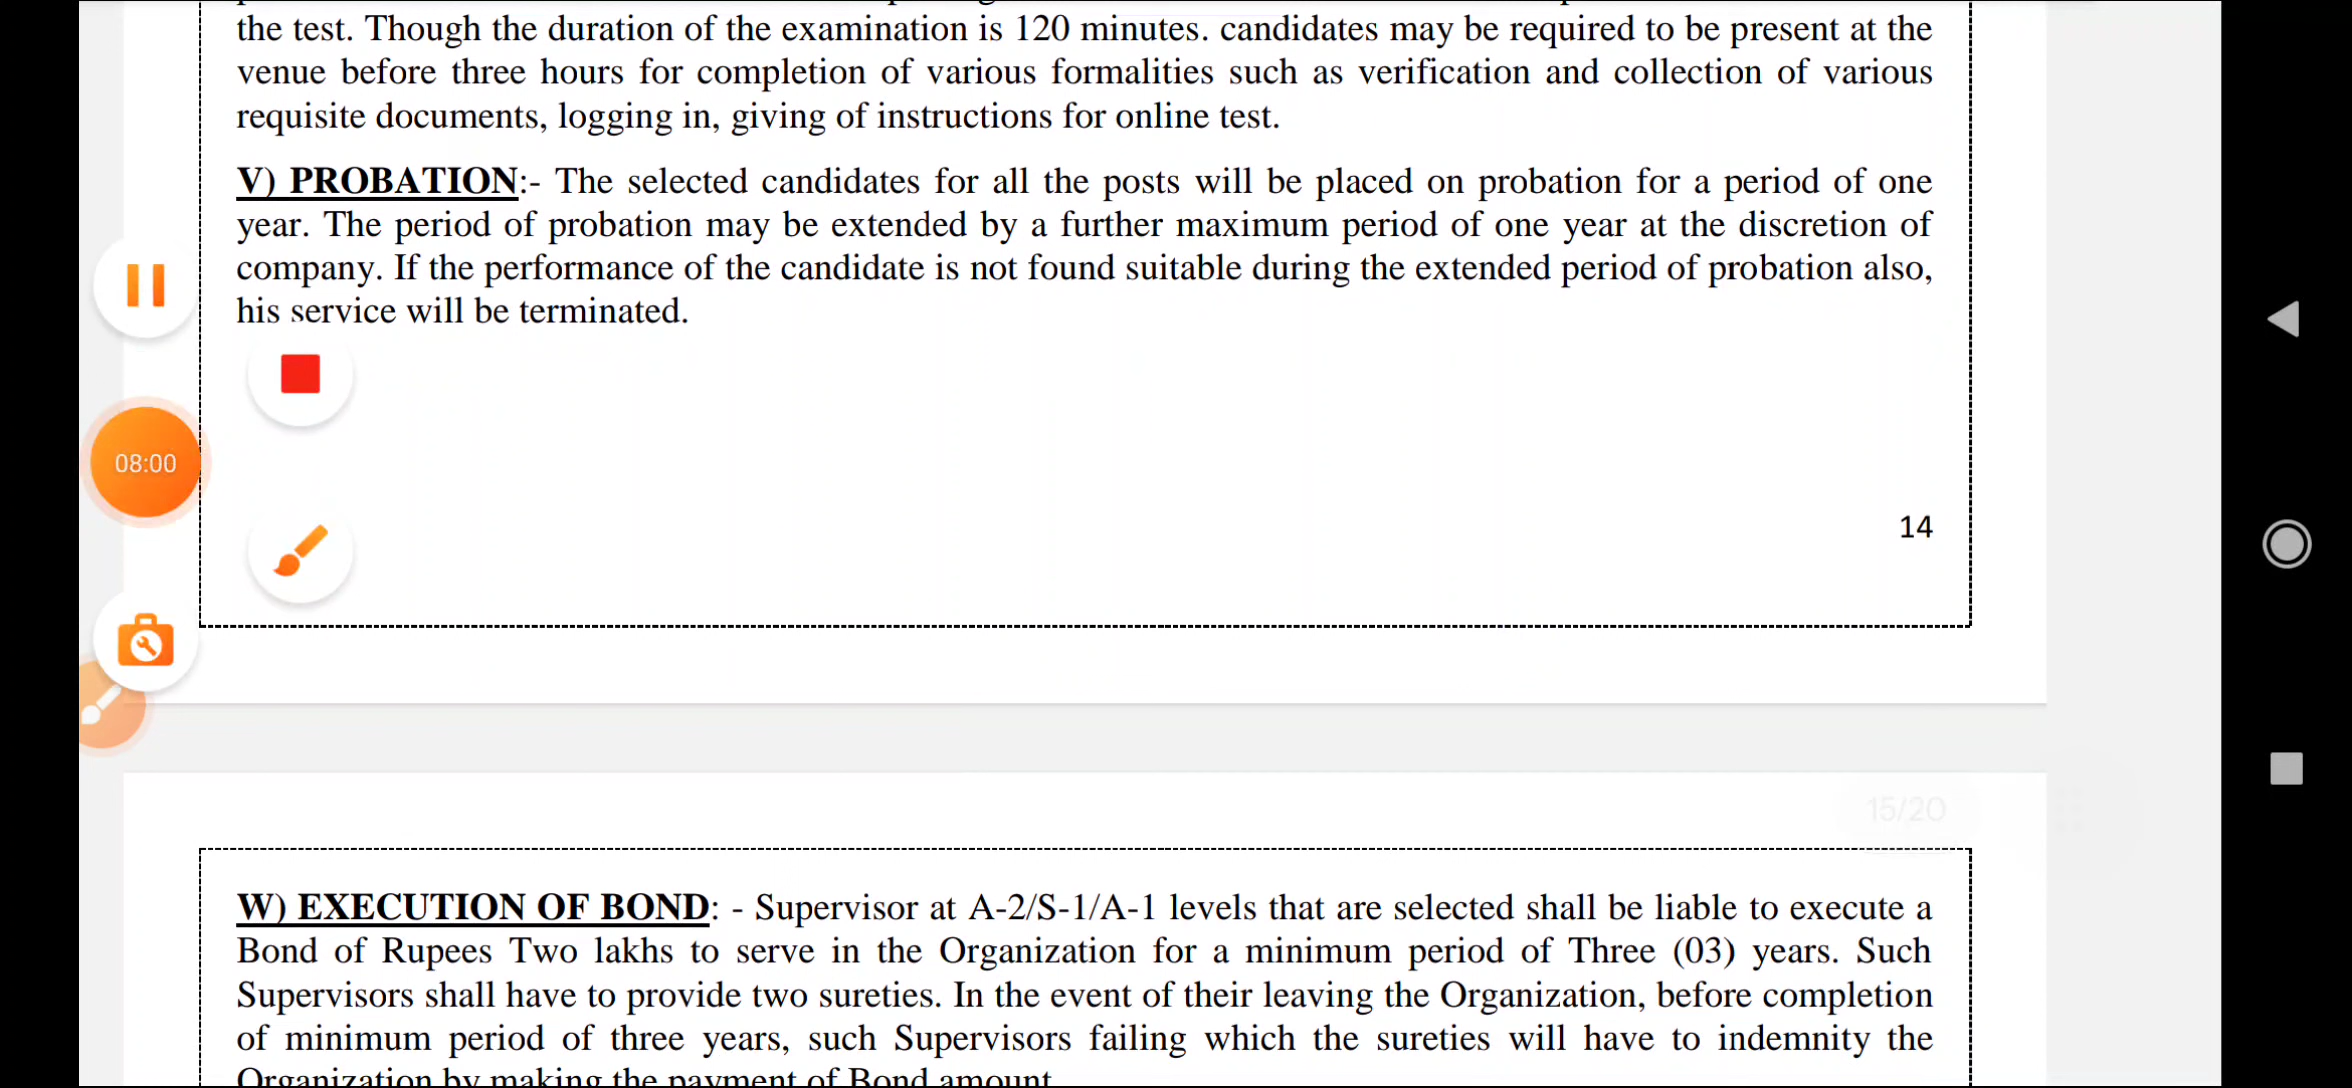 the test. Though the duration of the examination is 120 minutes. candidates may be required to be present at the
venue before three hours for completion of various formalities such as verification and collection of various
requisite documents, logging in, giving of instructions for online test.
V) PROBATION:- The selected candidates for all the posts will be placed on probation for a period of one
year. The period of probation may be extended by a further maximum period of one year at the discretion of
company. If the performance of the candidate is not found suitable during the extended period of probation also,
his service will be terminated.
08:00
14
15/20
W) EXECUTION OF BOND: - Supervisor at A-2/S-1/A-1 levels that are selected shall be liable to execute a
Bond of Rupees Two lakhs to serve in the Organization for a minimum period of Three (03) years. Such
Supervisors shall have to provide two sureties. In the event of their leaving the Organization, before completion
of minimum period of three years, such Supervisors failing which the sureties will have to indemnity the
Organization by making the payment of Bond amount